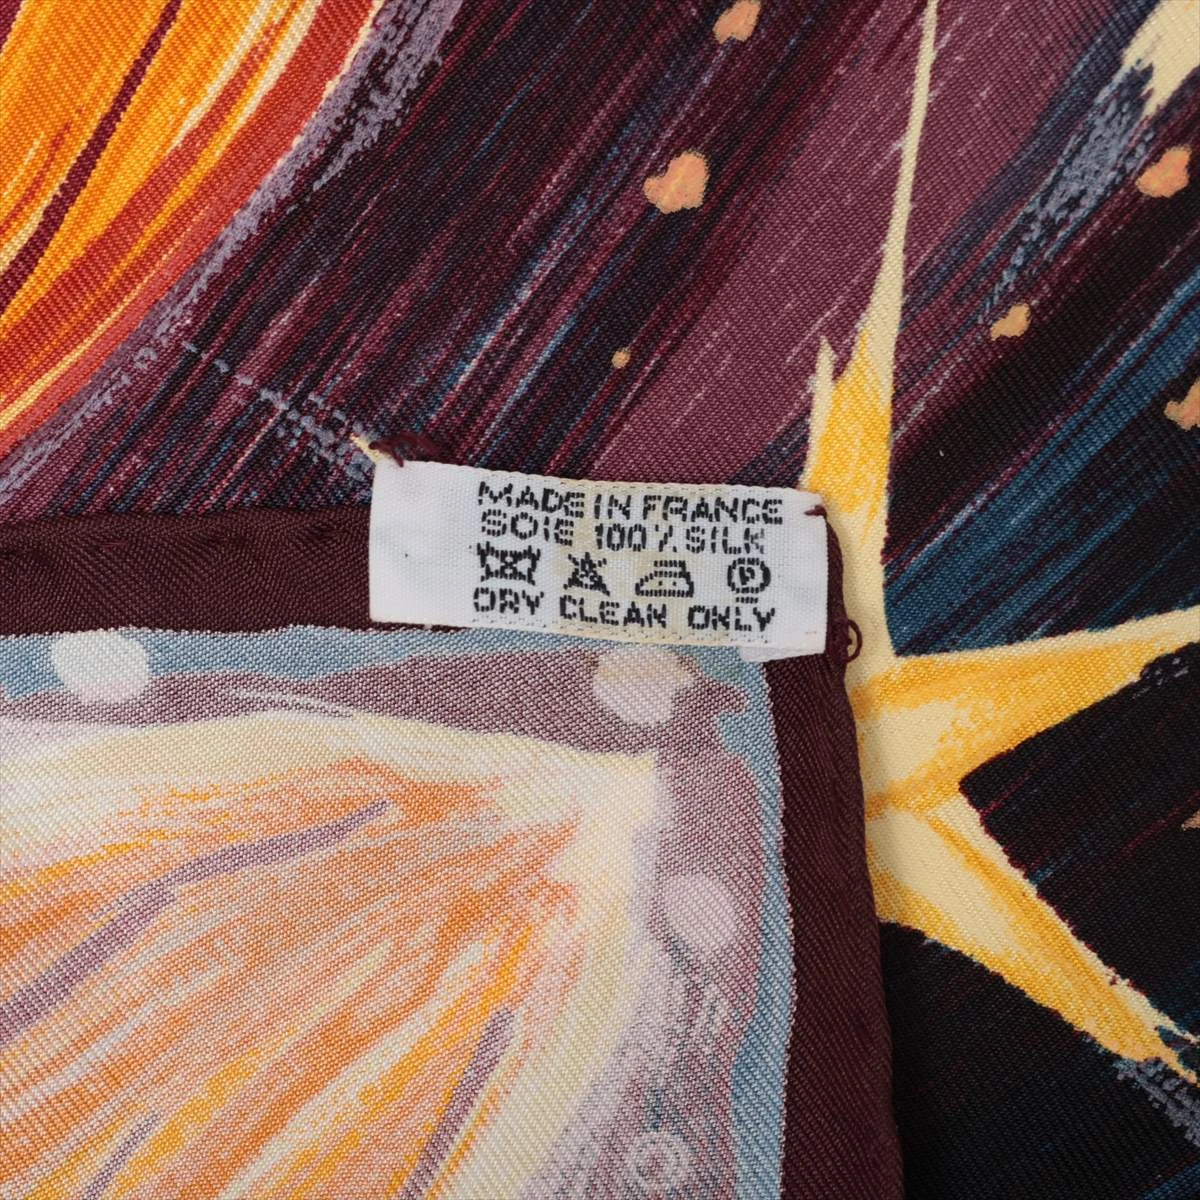 MADE IN FRANCE
SOIE 100% SILK
P
DRY CLEAN ONLY